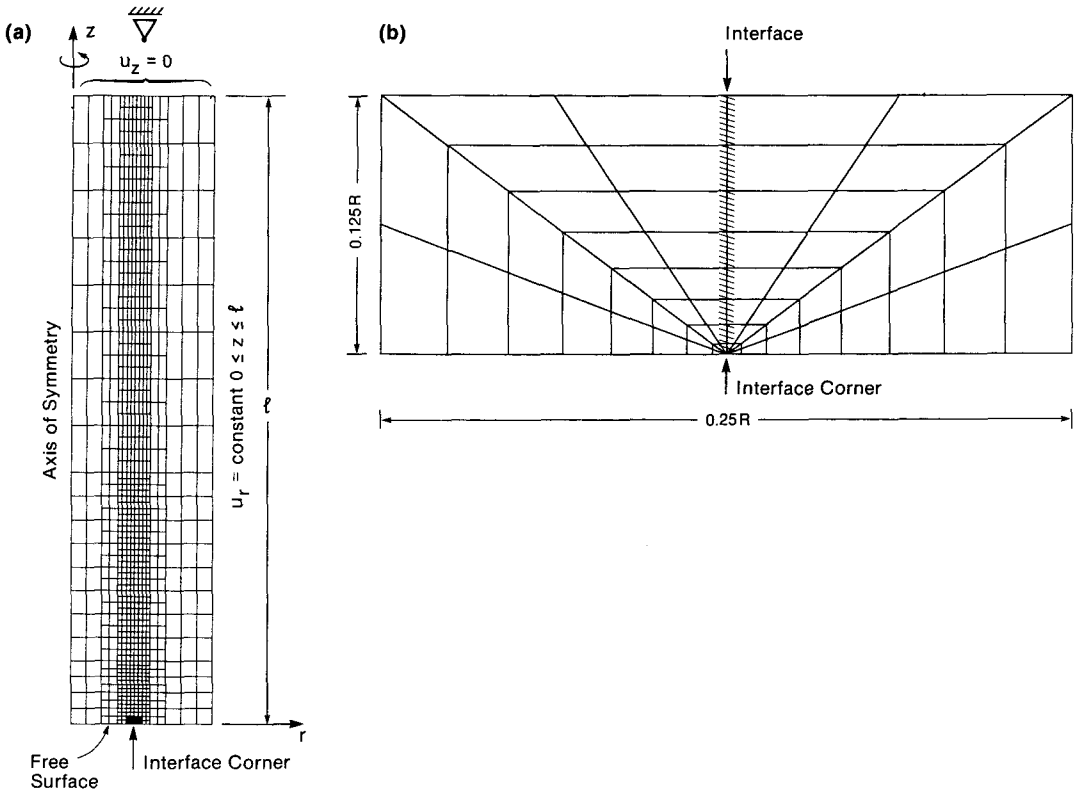 (a)
z
u_z = 0
Axis of Symmetry
u_r = constant 0 ≤ z ≤ ℓ
ℓ
r
Free
Surface
Interface Corner
(b)
Interface
0.125R
Interface Corner
0.25R